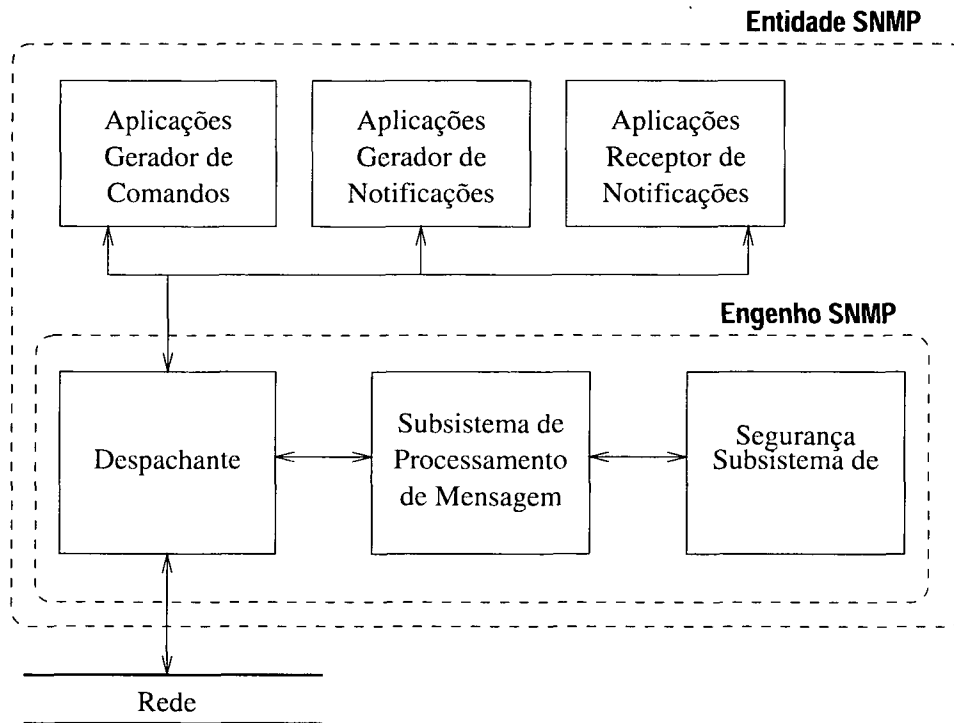 Entidade SNMP
Aplicações
Gerador de
Comandos
Aplicações
Gerador de
Notificações
Aplicações
Receptor de
Notificações
Engenho SNMP
Despachante
Subsistema de
Processamento
de Mensagem
Segurança
Subsistema de
Rede